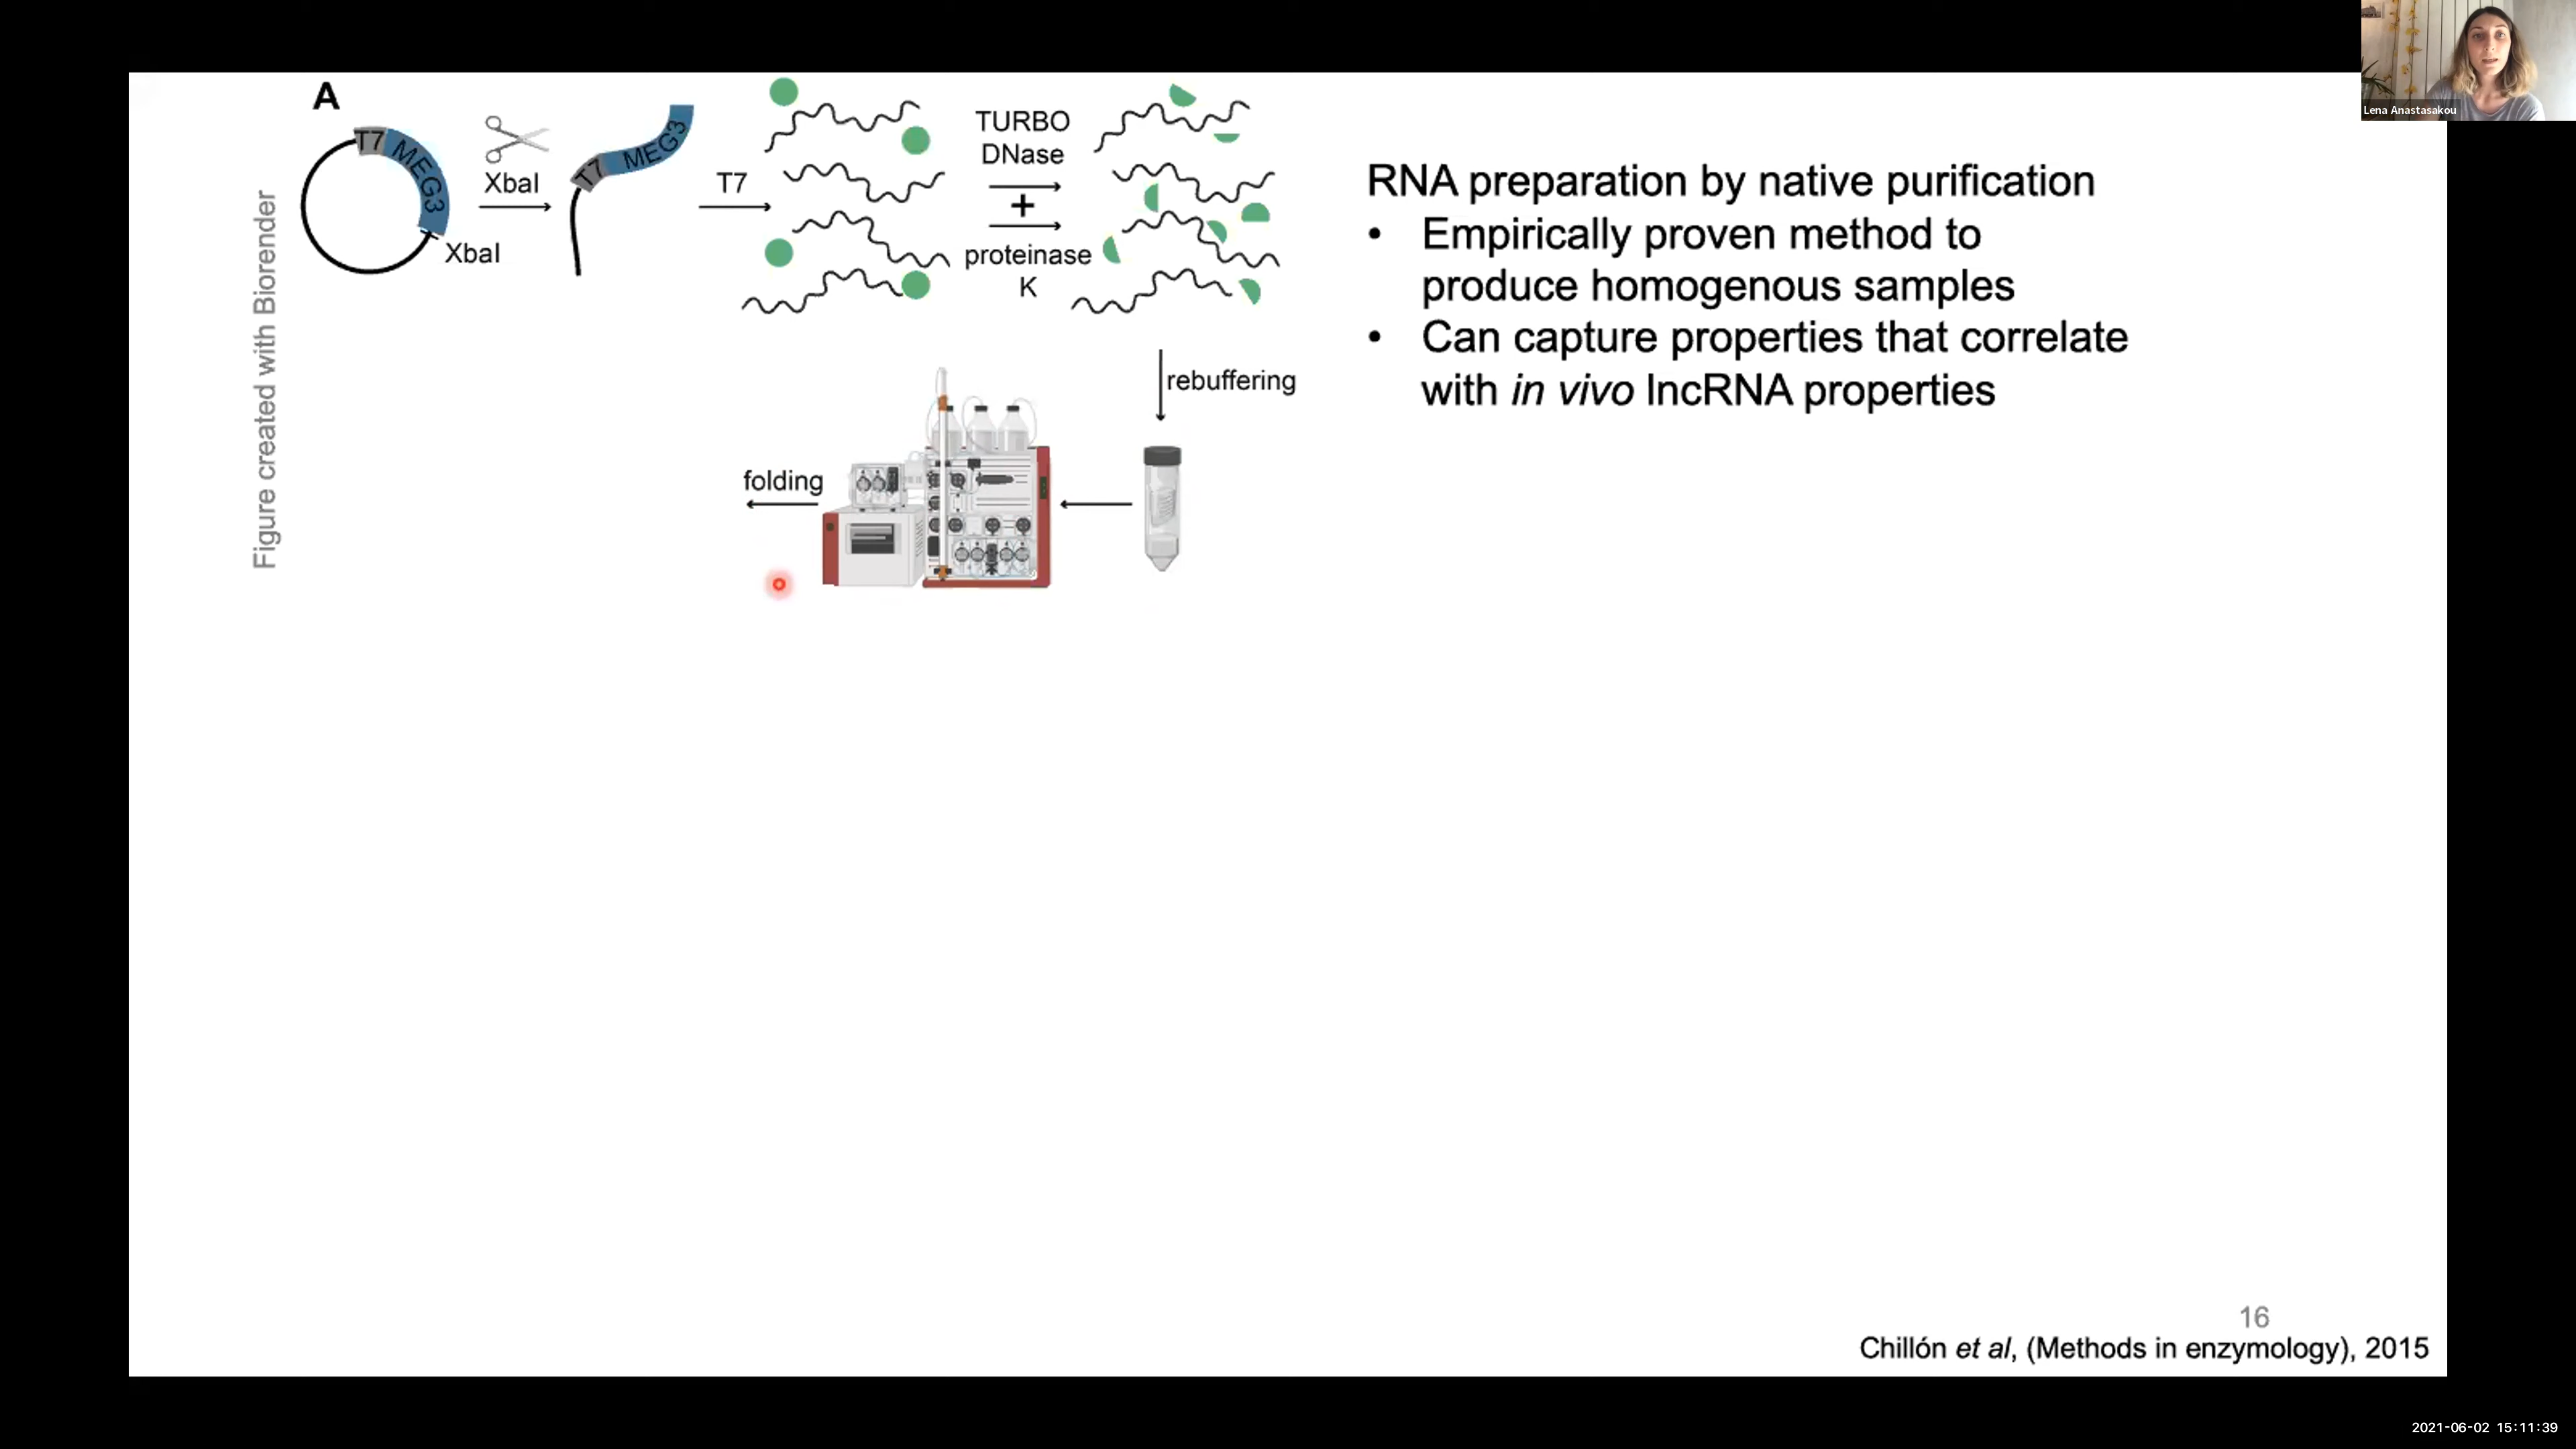 Lena Anastasakou
A
T7
MEG3
XbaI
XbaI
T7
MEG3
T7
TURBO
DNase
+
proteinase
K
rebuffering
folding
Figure created with Biorender
RNA preparation by native purification
• Empirically proven method to
produce homogenous samples
• Can capture properties that correlate
with in vivo lncRNA properties
16
Chillón et al, (Methods in enzymology), 2015
2021-06-02 15:11:39